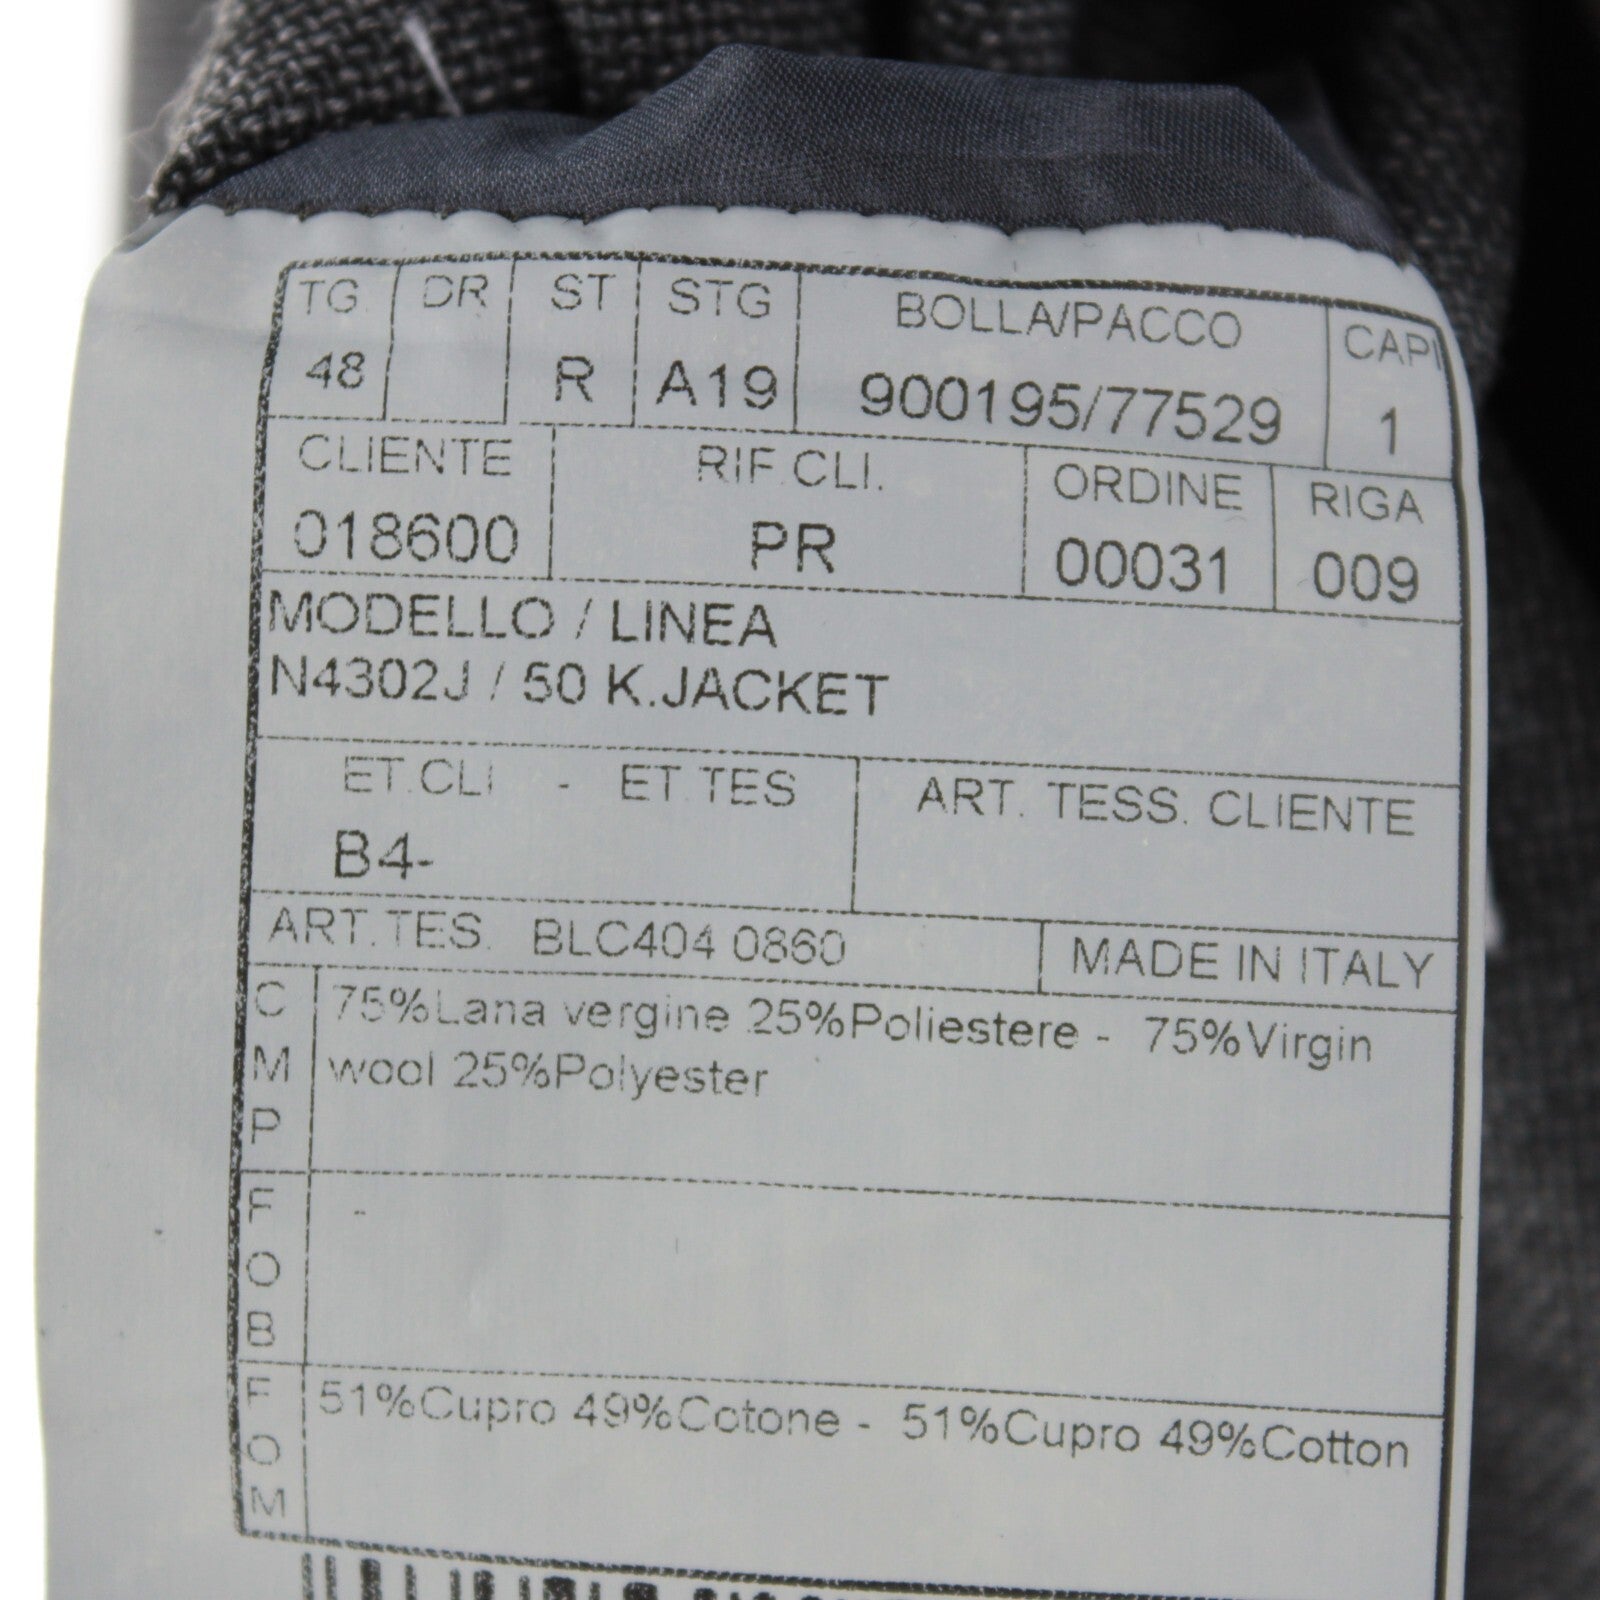 TG. DR ST STG BOLLA/PACCO CAPI
48 R A19 900195/77529 1
CLIENTE RIF.CLI. ORDINE RIGA
018600 PR 00031 009
MODELLO / LINEA
N4302J / 50 K.JACKET
ET.CLI - ET.TES ART. TESS. CLIENTE
B4-
ART.TES. BLC404 0860 MADE IN ITALY
CMP
75%Lana vergine 25%Poliestere - 75%Virgin
wool 25%Polyester
FOB
-
FOM
51%Cupro 49%Cotone - 51%Cupro 49%Cotton